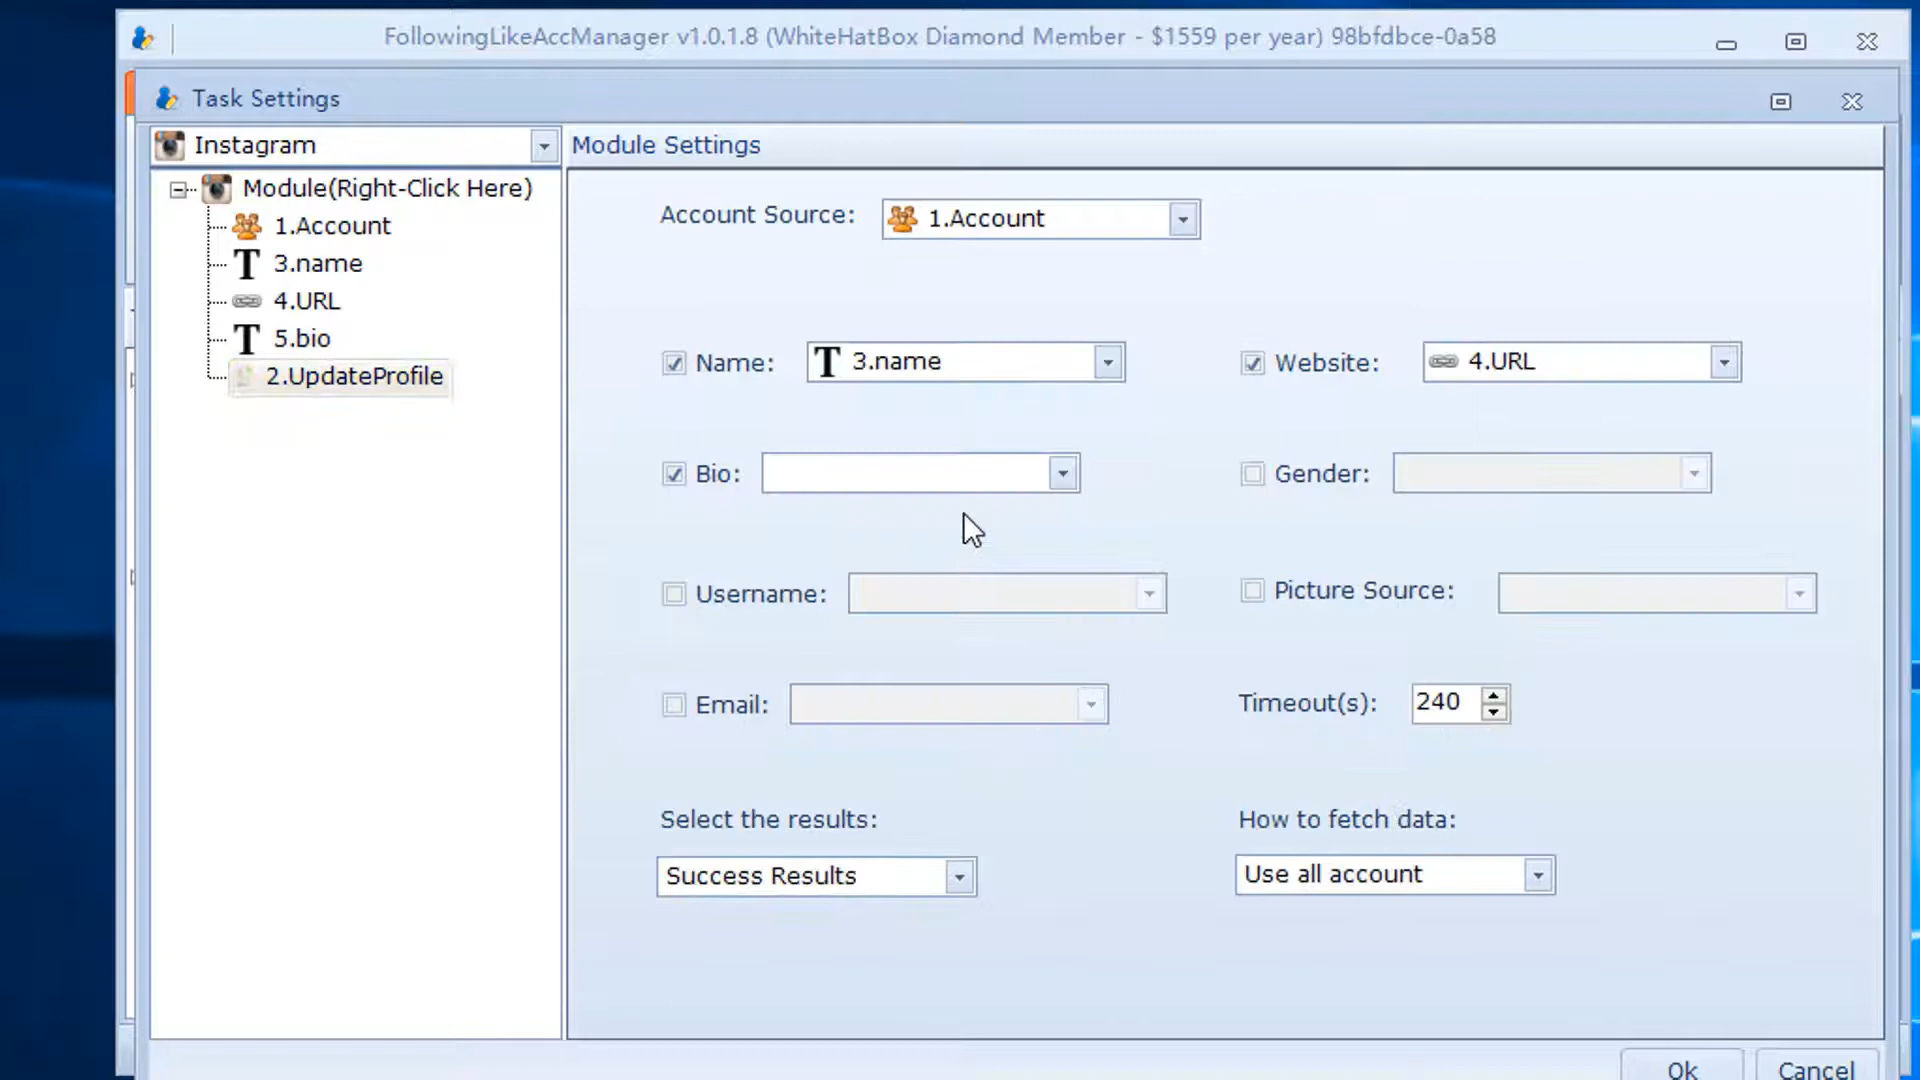 FollowingLikeAccManager v1.0.1.8 (WhiteHatBox Diamond Member - $1559 per year) 98bfdbce-0a58
Task Settings
Instagram
Module Settings
Module(Right-Click Here)
1.Account
3.name
4.URL
5.bio
2.UpdateProfile
Account Source: 1.Account
Name: T 3.name
Website: 4.URL
Bio:
Gender:
Username:
Picture Source:
Email:
Timeout(s): 240
Select the results:
How to fetch data:
Success Results
Use all account
Ok
Cancel